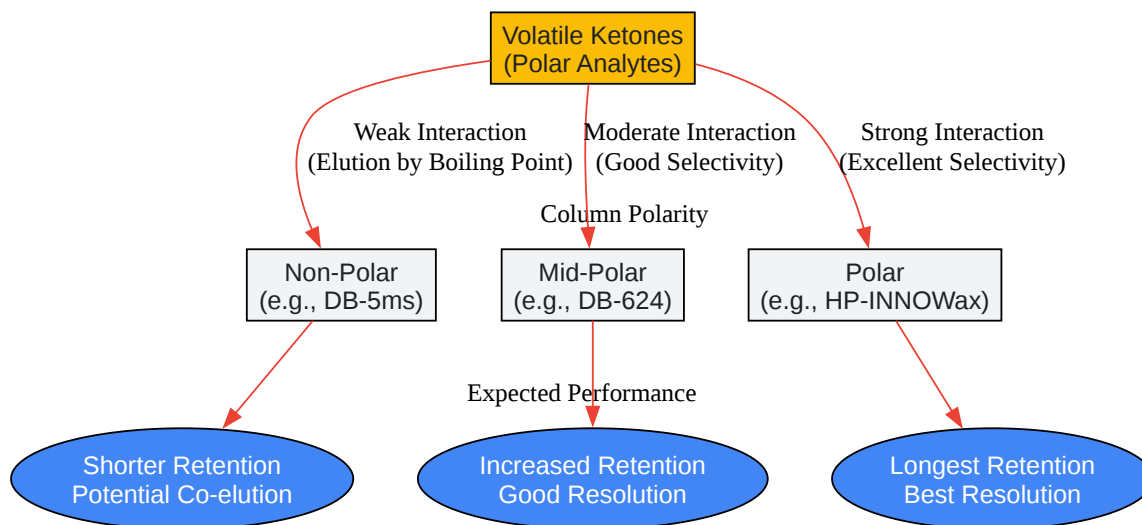 Volatile Ketones
(Polar Analytes)
Weak Interaction
(Elution by Boiling Point)
Moderate Interaction
(Good Selectivity)
Strong Interaction
(Excellent Selectivity)
Column Polarity
Non-Polar
(e.g., DB-5ms)
Mid-Polar
(e.g., DB-624)
Polar
(e.g., HP-INNOWax)
Expected Performance
Shorter Retention
Potential Co-elution
Increased Retention
Good Resolution
Longest Retention
Best Resolution